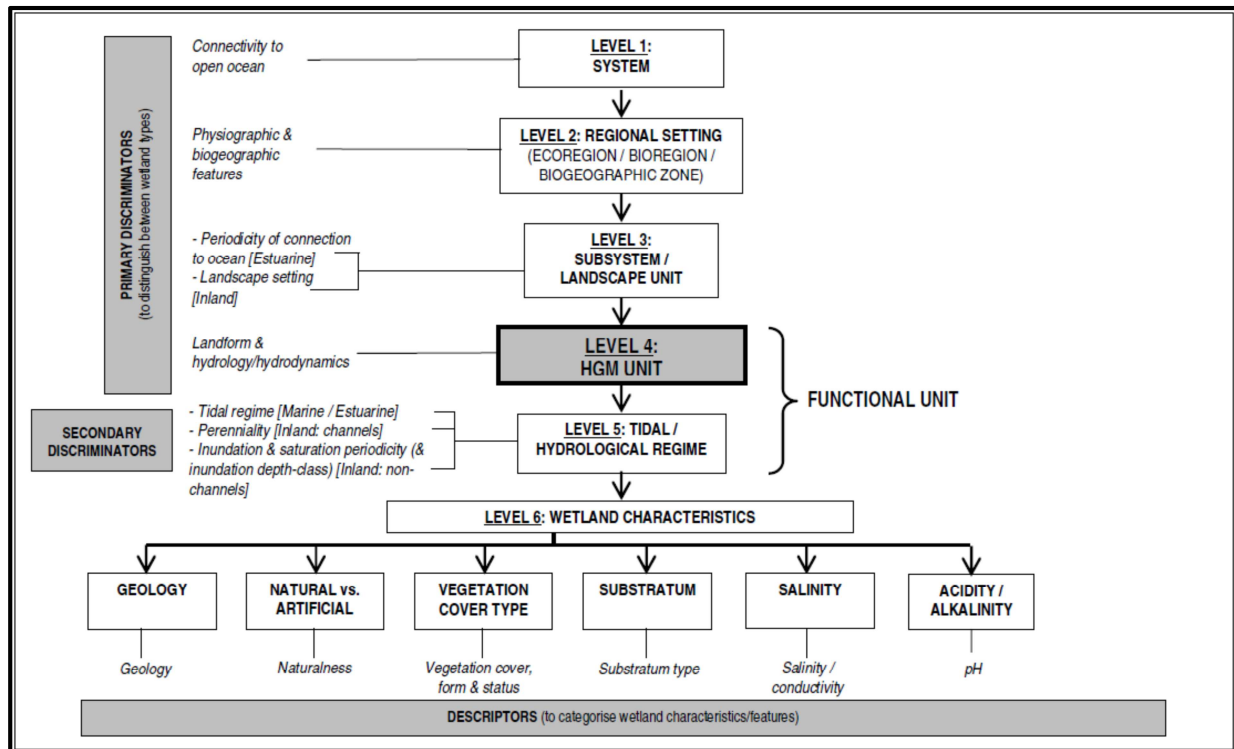 PRIMARY DISCRIMINATORS
(to distinguish between wetland types)
Connectivity to
open ocean
LEVEL 1:
SYSTEM
Physiographic &
biogeographic
features
LEVEL 2: REGIONAL SETTING
(ECOREGION / BIOREGION /
BIOGEOGRAPHIC ZONE)
- Periodicity of connection
to ocean [Estuarine]
- Landscape setting
[Inland]
LEVEL 3:
SUBSYSTEM /
LANDSCAPE UNIT
Landform &
hydrology/hydrodynamics
LEVEL 4:
HGM UNIT
FUNCTIONAL UNIT
SECONDARY
DISCRIMINATORS
- Tidal regime [Marine / Estuarine]
- Perenniality [Inland: channels]
- Inundation & saturation periodicity (&
inundation depth-class) [Inland: non-
channels]
LEVEL 5: TIDAL /
HYDROLOGICAL REGIME
LEVEL 6: WETLAND CHARACTERISTICS
GEOLOGY
NATURAL vs.
ARTIFICIAL
VEGETATION
COVER TYPE
SUBSTRATUM
SALINITY
ACIDITY /
ALKALINITY
Geology
Naturalness
Vegetation cover,
form & status
Substratum type
Salinity /
conductivity
pH
DESCRIPTORS (to categorise wetland characteristics/features)